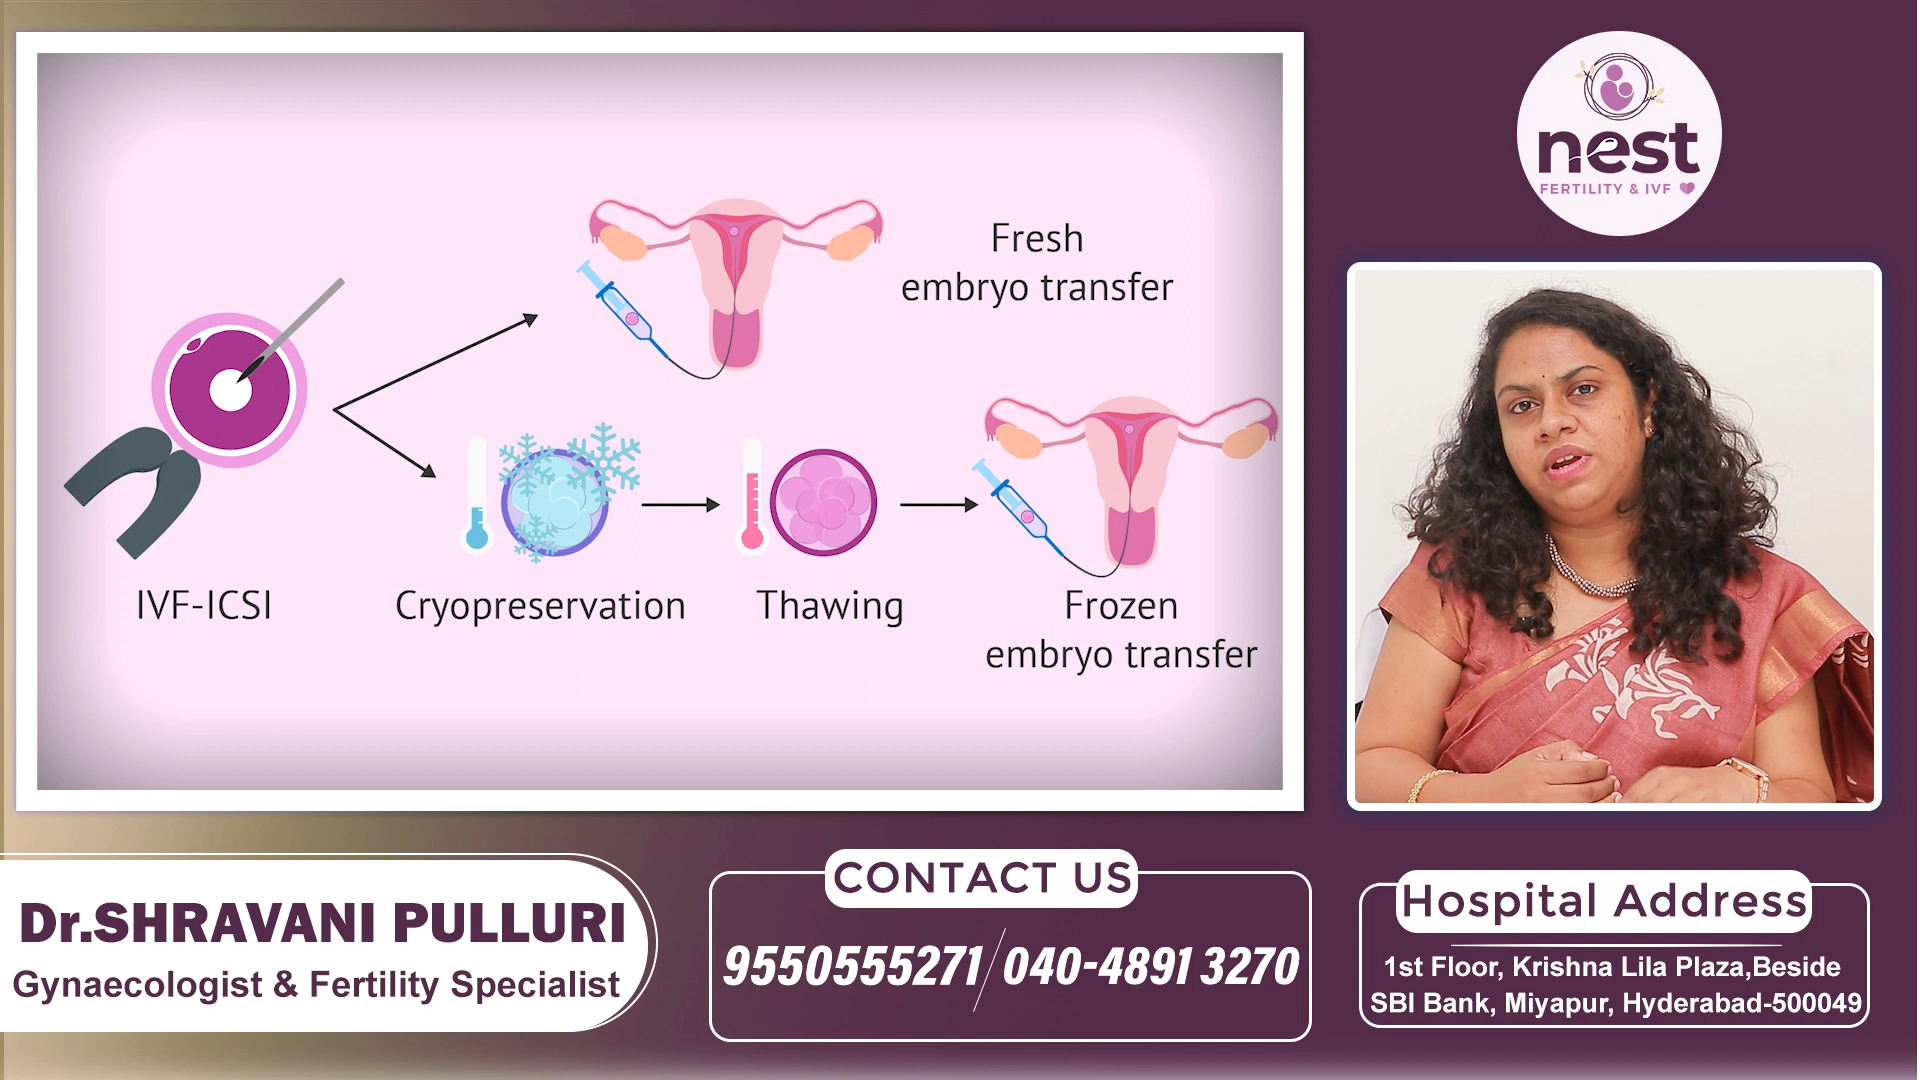 nest
FERTILITY & IVF
Fresh
embryo transfer
IVF-ICSI
Cryopreservation
Thawing
Frozen
embryo transfer
Dr.SHRAVANI PULLURI
Gynaecologist & Fertility Specialist
CONTACT US
9550555271/040-4891 3270
Hospital Address
1st Floor, Krishna Lila Plaza,Beside
SBI Bank, Miyapur, Hyderabad-500049